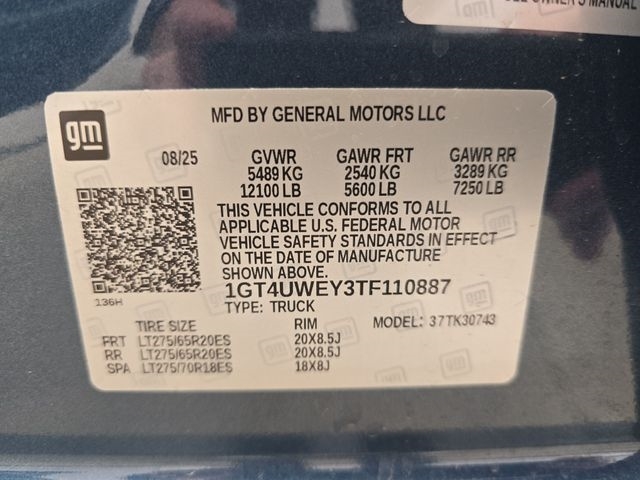 SEE OWNER'S MANUAL
gm
MFD BY GENERAL MOTORS LLC
08/25 GVWR GAWR FRT GAWR RR
5489 KG 2540 KG 3289 KG
12100 LB 5600 LB 7250 LB
THIS VEHICLE CONFORMS TO ALL
APPLICABLE U.S. FEDERAL MOTOR
VEHICLE SAFETY STANDARDS IN EFFECT
ON THE DATE OF MANUFACTURE
SHOWN ABOVE.
136H
1GT4UWEY3TF110887
TYPE: TRUCK
TIRE SIZE RIM MODEL: 37TK30743
FRT LT275/65R20ES 20X8.5J
RR LT275/65R20ES 20X8.5J
SPA LT275/70R18ES 18X8J